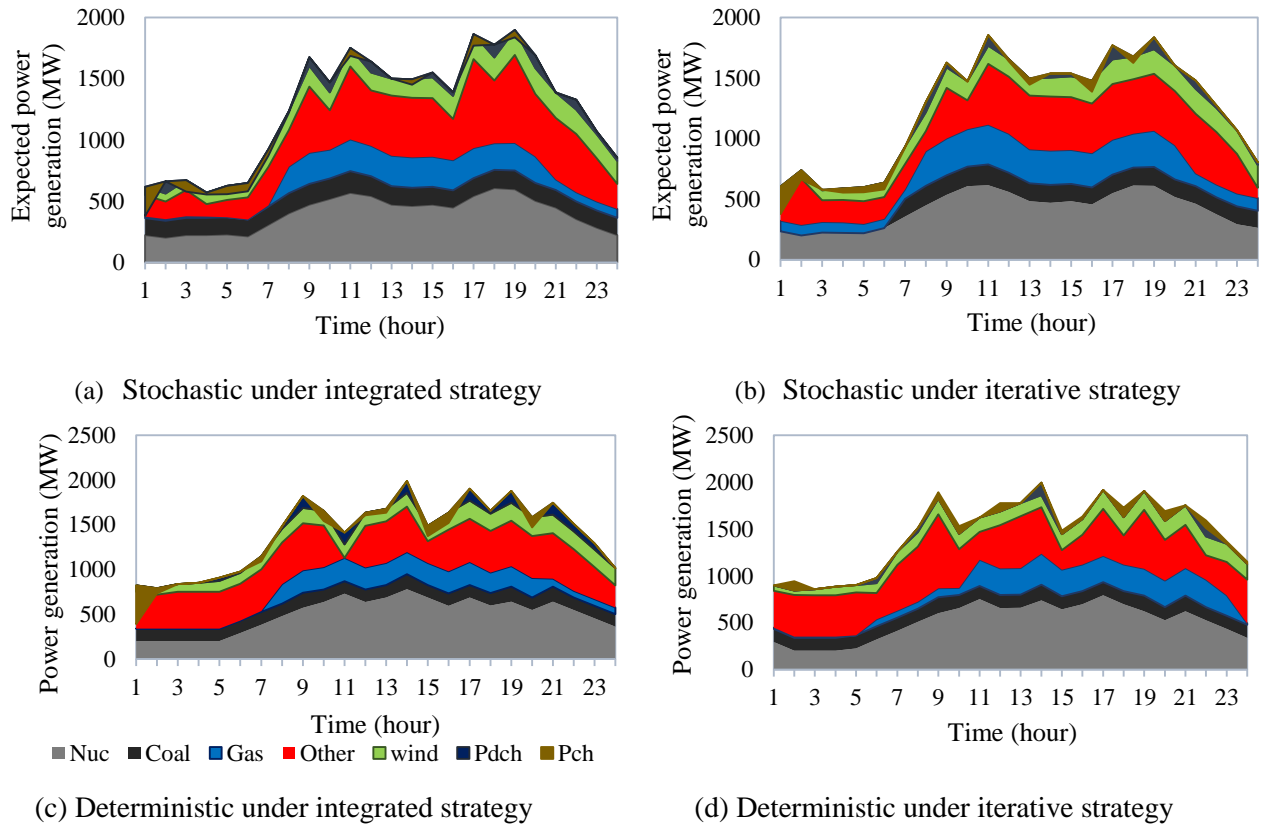 Expected power
generation (MW)
2000
1500
1000
500
0
1 3 5 7 9 11 13 15 17 19 21 23
Time (hour)
(a) Stochastic under integrated strategy
Expected power
generation (MW)
2000
1500
1000
500
0
1 3 5 7 9 11 13 15 17 19 21 23
Time (hour)
(b) Stochastic under iterative strategy
Power generation (MW)
2500
2000
1500
1000
500
0
1 3 5 7 9 11 13 15 17 19 21 23
Time (hour)
Nuc Coal Gas Other wind Pdch Pch
(c) Deterministic under integrated strategy
Power generation (MW)
2500
2000
1500
1000
500
0
1 3 5 7 9 11 13 15 17 19 21 23
Time (hour)
(d) Deterministic under iterative strategy